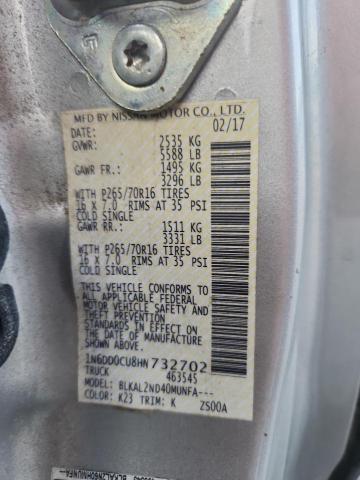 MFD BY NISSAN MOTOR CO., LTD.
DATE: 02/17
GVWR: 2535 KG
5588 LB
GAWR FR: 1495 KG
3296 LB
WITH P265/70R16 TIRES
16 X 7.0 RIMS AT 35 PSI
COLD SINGLE
GAWR RR: 1511 KG
3331 LB
WITH P265/70R16 TIRES
16 X 7.0 RIMS AT 35 PSI
COLD SINGLE
THIS VEHICLE CONFORMS TO
ALL APPLICABLE FEDERAL
MOTOR VEHICLE SAFETY
AND THEFT PREVENTION
STANDARDS IN EFFECT ON
THE DATE OF MANUFACTURE
SHOWN ABOVE.
1N6DD0CU8HN732702
TRUCK 463545
MODEL: BLKAL2ND40MUNFA---
COLOR: K23 TRIM: K ZS00A